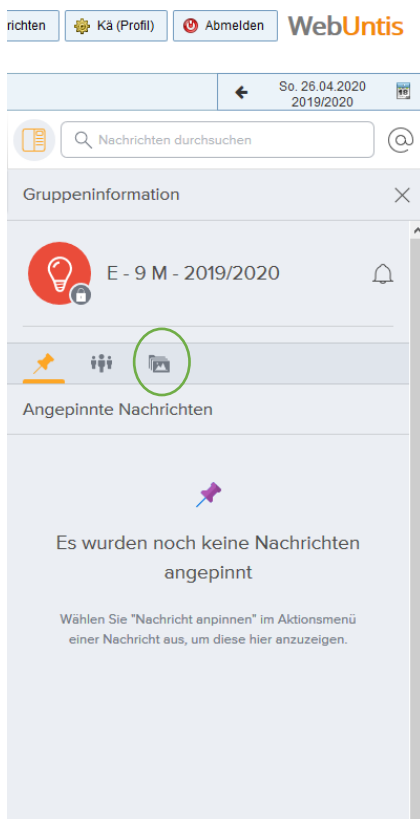 richten Kä (Profil) Abmelden WebUntis
So. 26.04.2020
2019/2020
Nachrichten durchsuchen
Gruppeninformation
E - 9 M - 2019/2020
Angepinnte Nachrichten
Es wurden noch keine Nachrichten
angepinnt
Wählen Sie "Nachricht anpinnen" im Aktionsmenü
einer Nachricht aus, um diese hier anzuzeigen.